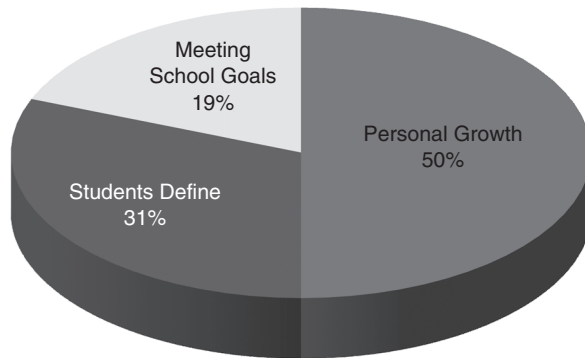 Meeting
School Goals
19%
Personal Growth
50%
Students Define
31%